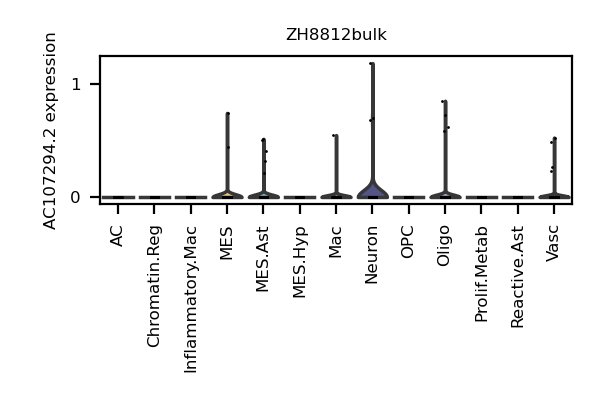 ZH8812bulk
AC107294.2 expression
1
0
AC
Chromatin.Reg
Inflammatory.Mac
MES
MES.Ast
MES.Hyp
Mac
Neuron
OPC
Oligo
Prolif.Metab
Reactive.Ast
Vasc